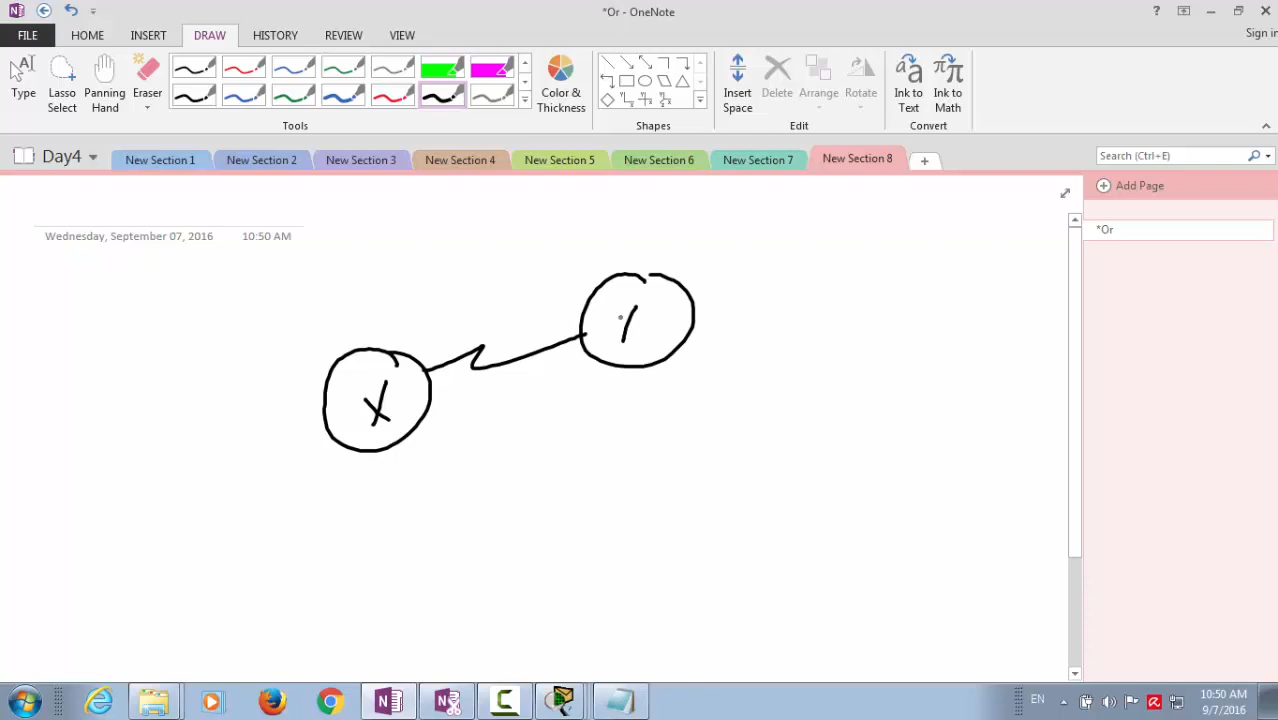 *Or - OneNote
?
FILE HOME INSERT DRAW HISTORY REVIEW VIEW
Sign in
Type
Lasso Select
Panning Hand
Eraser
Color & Thickness
Insert Space
Delete
Arrange
Rotate
Ink to Text
Ink to Math
Tools
Shapes
Edit
Convert
Day4
New Section 1
New Section 2
New Section 3
New Section 4
New Section 5
New Section 6
New Section 7
New Section 8
Search (Ctrl+E)
Add Page
*Or
Wednesday, September 07, 2016 10:50 AM
X
EN
10:50 AM
9/7/2016